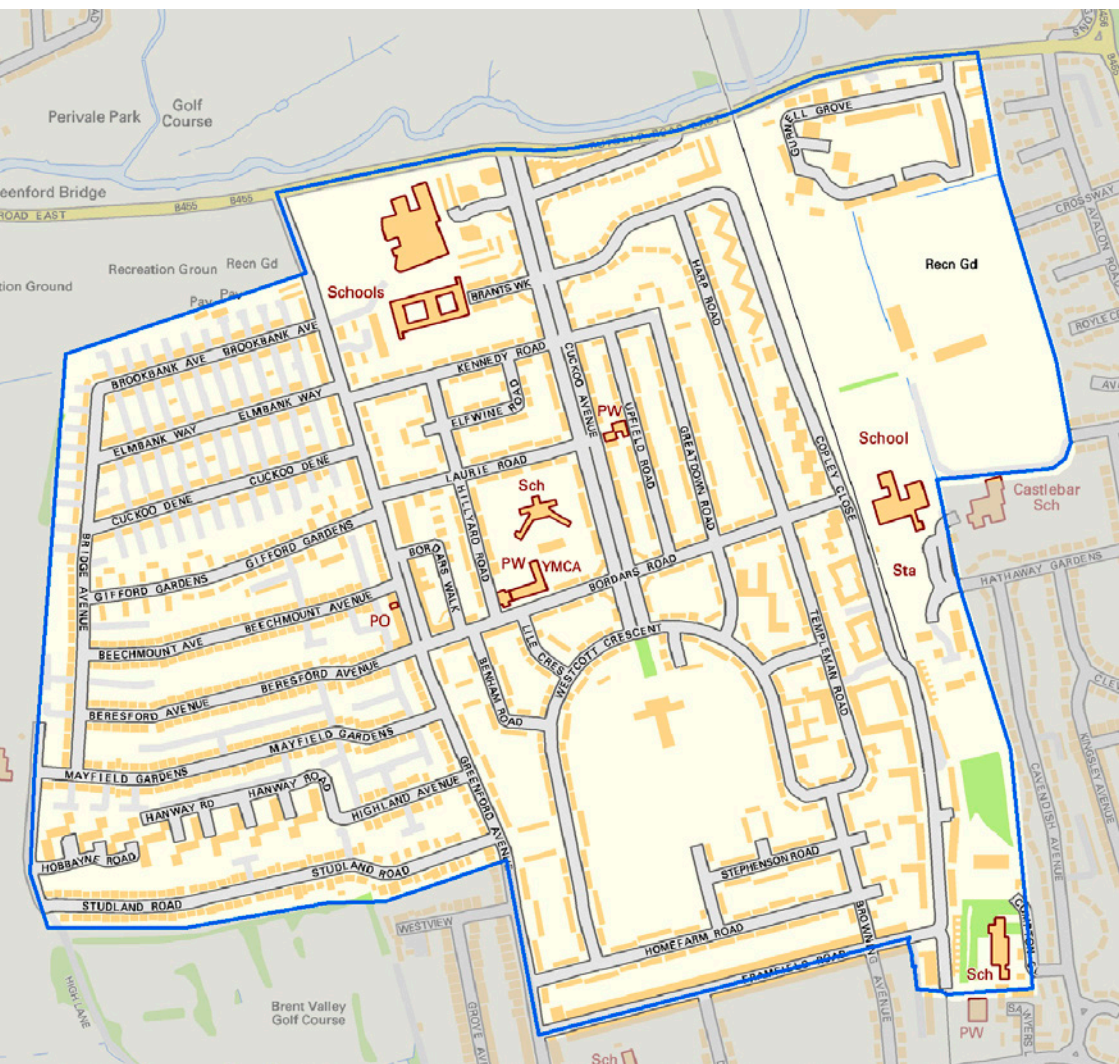 Perivale Park
Golf
Course
RUISLIP ROAD EAST
GURNELL GROVE
eenford Bridge
ROAD EAST
B455
B455
CROSSWAY
AVALON
Recreation Groun
Recn Gd
tion Ground
Pav
Pav
Recn Gd
Schools
BRANTS WK
HARP ROAD
BROOKBANK AVE
BROOKBANK AVE
KENNEDY ROAD
CUCKOO AVENUE
ELFWINE ROAD
ELMBANK WAY
ELMBANK WAY
PW
UPFIELD ROAD
GREATDOWN ROAD
COPLEY CLOSE
School
CUCKOO DENE
CUCKOO DENE
LAURIE ROAD
HILLYARD ROAD
Sch
Castlebar
Sch
BRIDGE AVENUE
GIFFORD GARDENS
GIFFORD GARDENS
BORDARS WALK
PW
YMCA
BORDARS ROAD
Sta
HATHAWAY GARDENS
BEECHMOUNT AVE
BEECHMOUNT AVENUE
PO
LILE CRES
WESTCOTT CRESCENT
TEMPLEMAN ROAD
BERESFORD AVENUE
BERESFORD AVENUE
BENHAM ROAD
MAYFIELD GARDENS
MAYFIELD GARDENS
GREENFORD AVENUE
CAVENDISH AVENUE
KINGSLEY AVENUE
HANWAY RD
HANWAY ROAD
HIGHLAND AVENUE
HOBBAYNE ROAD
STEPHENSON ROAD
STUDLAND ROAD
STUDLAND ROAD
BROWNING AVENUE
HOMEFARM ROAD
FRAMFIELD ROAD
WESTVIEW
Sch
HIGH LANE
Brent Valley
Golf Course
PW
Sch